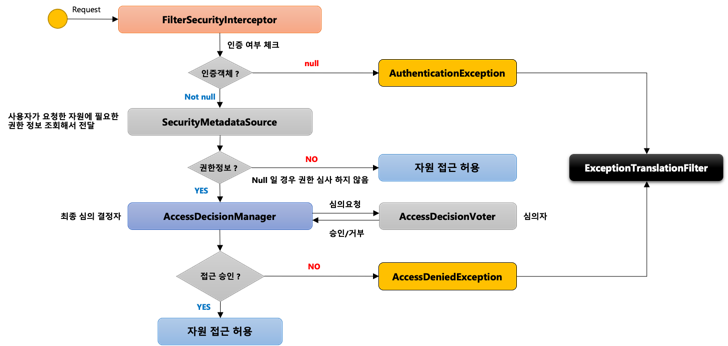 Request
FilterSecurityInterceptor
인증 여부 체크
인증객체 ?
null
AuthenticationException
Not null
사용자가 요청한 자원에 필요한
권한 정보 조회해서 전달
SecurityMetadataSource
권한정보 ?
NO
Null 일 경우 권한 심사 하지 않음
자원 접근 허용
ExceptionTranslationFilter
YES
최종 심의 결정자
AccessDecisionManager
심의요청
승인/거부
AccessDecisionVoter
심의자
접근 승인 ?
NO
AccessDeniedException
YES
자원 접근 허용